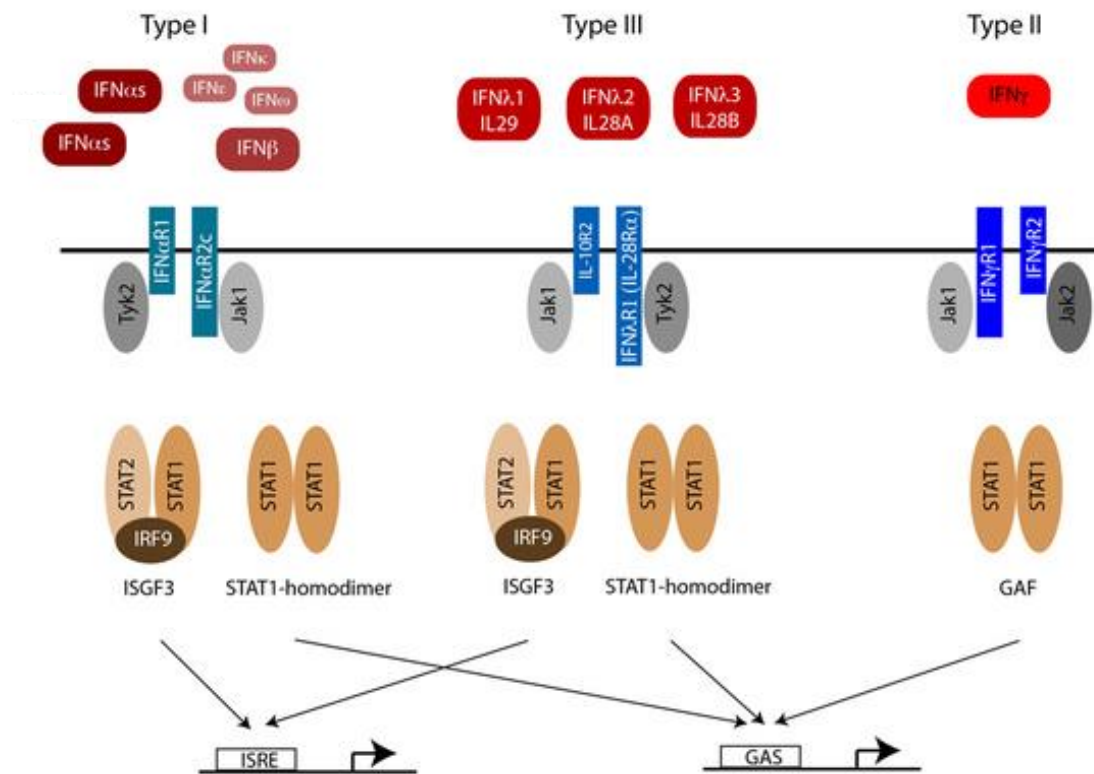 Type I
Type III
Type II
IFNκ
IFNαs
IFNε
IFNω
IFNαs
IFNβ
IFNλ1
IL29
IFNλ2
IL28A
IFNλ3
IL28B
IFNγ
IFNαR1
IFNαR2c
Tyk2
Jak1
IL-10R2
IFNλR1 (IL-28Rα)
Jak1
Tyk2
IFNγR1
IFNγR2
Jak1
Jak2
STAT2
STAT1
IRF9
STAT1
STAT1
STAT2
STAT1
IRF9
STAT1
STAT1
STAT1
STAT1
ISGF3
STAT1-homodimer
ISGF3
STAT1-homodimer
GAF
ISRE
GAS